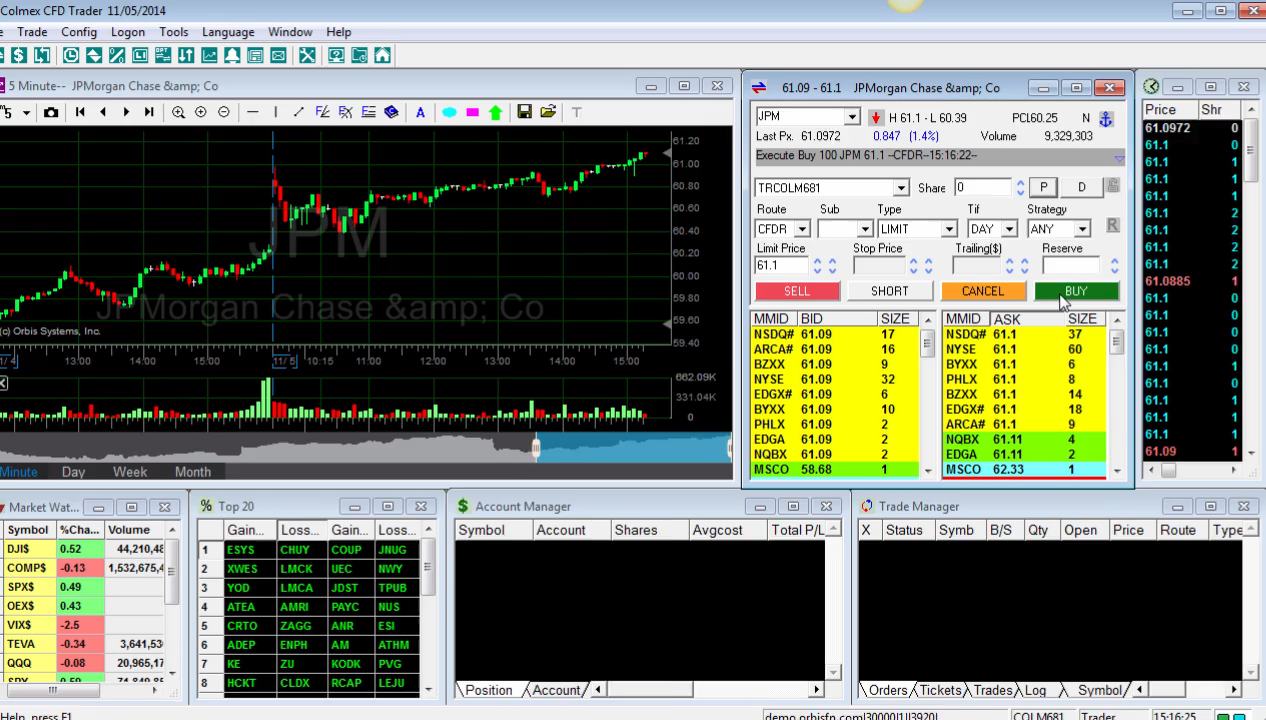 Colmex CFD Trader 11/05/2014
Trade Config Logon Tools Language Window Help
5 Minute-- JPMorgan Chase &amp; Co
5 A T
JPM
JPMorgan Chase &amp; Co
(c) Orbis Systems, Inc.
61.20
61.00
60.80
60.60
60.40
60.20
60.00
59.80
59.60
59.40
11/ 4 13:00 14:00 15:00 11/ 5 10:15 11:00 12:00 13:00 14:00 15:00
662.09K
331.04K
0
Minute Day Week Month
61.09 - 61.1 JPMorgan Chase &amp; Co
JPM H 61.1 - L 60.39 PCL60.25 N
Last Px. 61.0972 0.847 (1.4%) Volume 9,329,303
Execute Buy 100 JPM 61.1 --CFDR--15:16:22--
TRCOLM681 Share 0 P D
Route Sub Type Tif Strategy
CFDR LIMIT DAY ANY R
Limit Price Stop Price Trailing($) Reserve
61.1
SELL SHORT CANCEL BUY
MMID BID SIZE MMID ASK SIZE
NSDQ# 61.09 17 NSDQ# 61.1 37
ARCA# 61.09 16 NYSE 61.1 60
BZXX 61.09 9 BYXX 61.1 6
NYSE 61.09 32 PHLX 61.1 8
EDGX# 61.09 6 BZXX 61.1 14
BYXX 61.09 10 EDGX# 61.1 18
PHLX 61.09 2 ARCA# 61.1 9
EDGA 61.09 2 NQBX 61.11 4
NQBX 61.09 2 EDGA 61.11 2
MSCO 58.68 1 MSCO 62.33 1
Price Shr
61.0972 0
61.1 0
61.1 1
61.1 1
61.1 1
61.1 2
61.1 2
61.1 2
61.1 2
61.0885 1
61.1 0
61.1 0
61.1 0
61.1 1
61.1 1
61.1 0
61.1 1
61.1 1
61.1 1
61.09 1
Market Wat...
Symbol %Cha... Volume
DJI$ 0.52 44,210,48
COMP$ -0.13 1,532,675,4
SPX$ 0.49
OEX$ 0.43
VIX$ -2.5
TEVA -0.34 3,641,53
QQQ -0.08 20,965,17
Top 20
Gain... Loss... Gain... Loss...
1 ESYS CHUY COUP JNUG
2 XWES LMCK UEC NWY
3 YOD LMCA JDST TPUB
4 ATEA AMRI PAYC NUS
5 CRTO ZAGG ANR ESI
6 ADEP ENPH AM ATHM
7 KE ZU KODK PVG
8 HCKT CLDX RCAP LEJU
Account Manager
Symbol Account Shares Avgcost Total P/L
Position Account
Trade Manager
X Status Symb B/S Qty Open Price Route Type
Orders Tickets Trades Log Symbol
Help, press F1 demo.orbisfn.com|30000|1|3920| COLM681 Trader 15:16:25